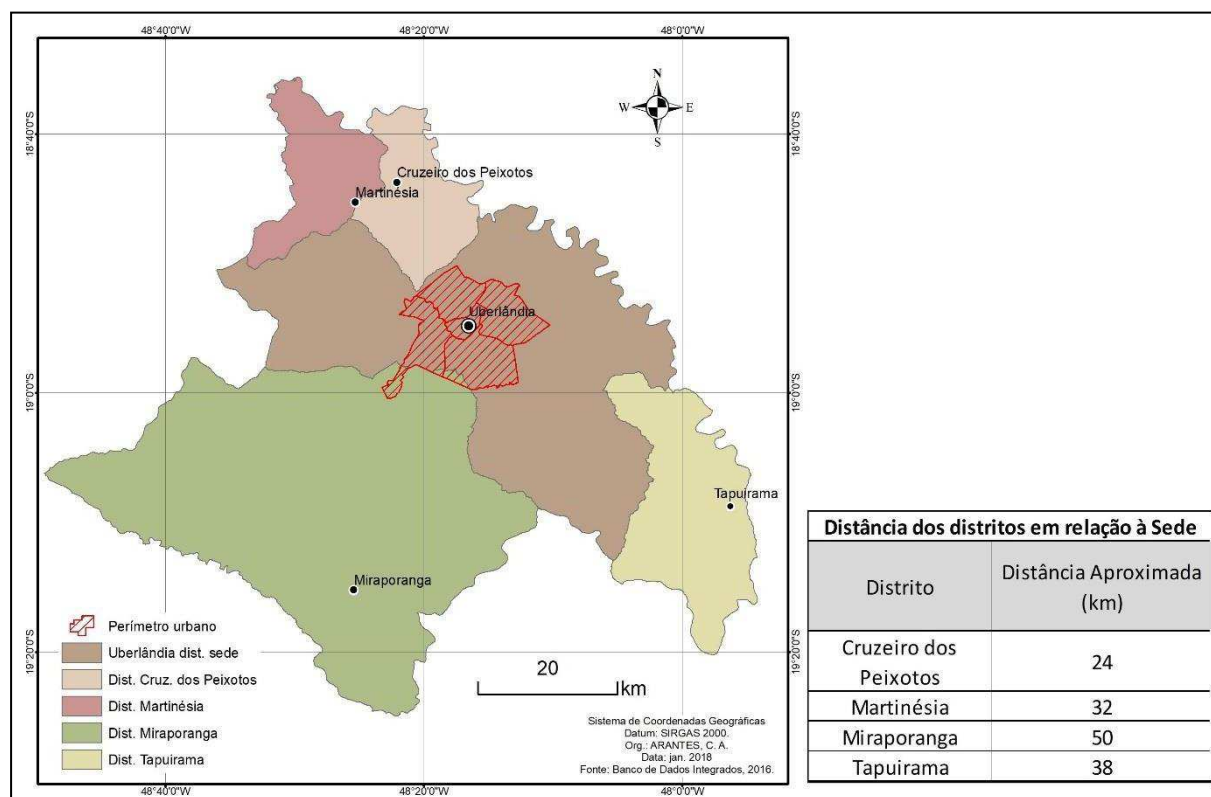 48°40'0"W
48°20'0"W
48°0'0"W
N
W
E
S
18°40'0"S
18°40'0"S
Cruzeiro dos Peixotos
Martinésia
Uberlândia
19°0'0"S
19°0'0"S
Tapuirama
Miraporanga
Perímetro urbano
Uberlândia dist. sede
Dist. Cruz. dos Peixotos
Dist. Martinésia
Dist. Miraporanga
Dist. Tapuirama
19°20'0"S
19°20'0"S
20
km
Sistema de Coordenadas Geográficas
Datum: SIRGAS 2000.
Org.: ARANTES, C. A.
Data: jan. 2018
Fonte: Banco de Dados Integrados, 2016.
48°40'0"W
48°20'0"W
48°0'0"W
Distância dos distritos em relação à Sede
Distrito
Distância Aproximada
(km)
Cruzeiro dos
Peixotos
24
Martinésia
32
Miraporanga
50
Tapuirama
38